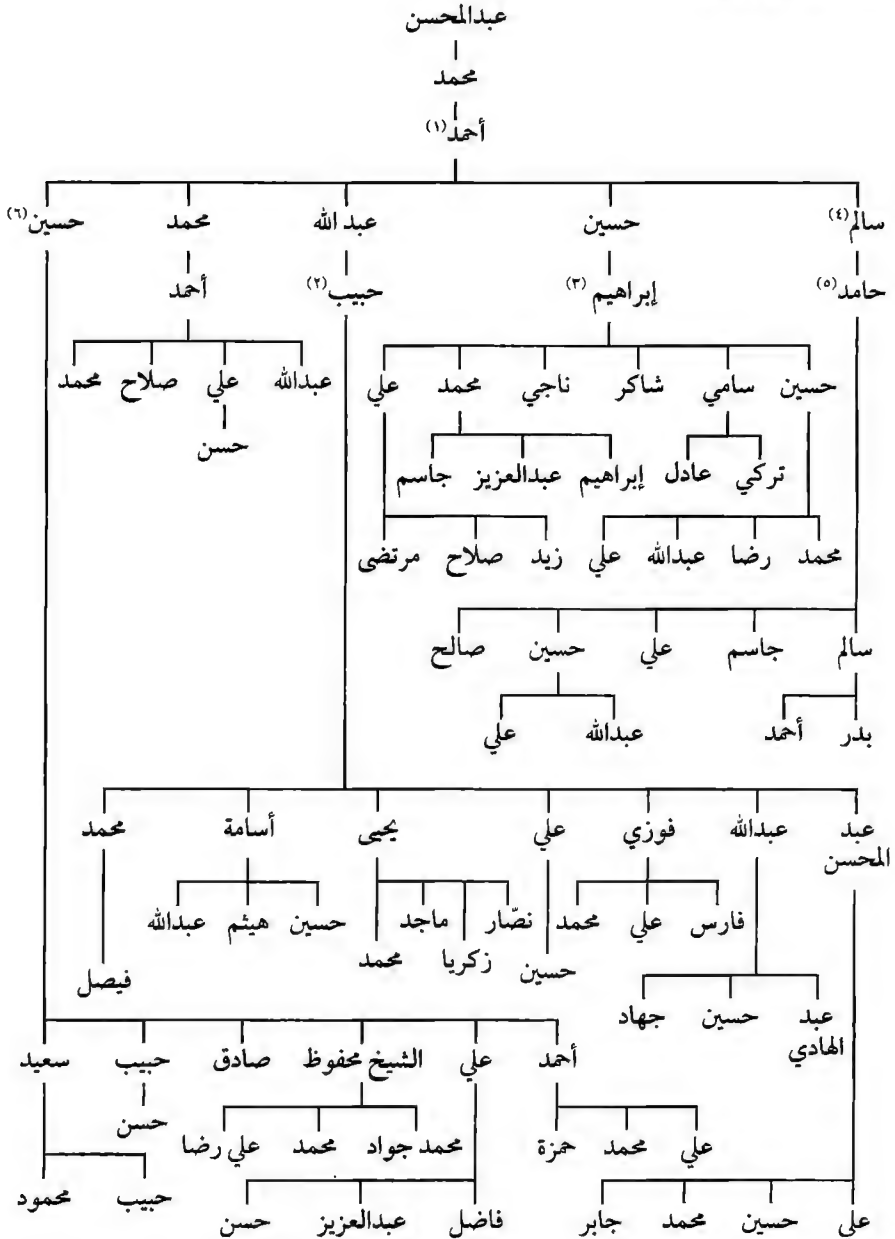 عبدالمحسن
محمد
أحمد(١)
سالم(٤) حسين عبد الله محمد حسين(٦)
حامد(٥) إبراهيم(٣) حبيب(٢) أحمد
حسين سامي شاكر ناجي محمد علي عبدالله علي صلاح محمد
حسن
تركي عادل إبراهيم عبدالعزيز جاسم
محمد رضا عبدالله علي زيد صلاح مرتضى
سالم جاسم علي حسين صالح
بدر أحمد عبدالله علي
عبد المحسن عبدالله فوزي علي يحيى أسامة محمد
فارس علي محمد نصّار ماجد حسين هيثم عبدالله
حسين زكريا محمد فيصل
عبد الهادي حسين جهاد
أحمد علي الشيخ محفوظ صادق حبيب سعيد
علي محمد حمزة محمد جواد محمد علي رضا حسن
علي حسين محمد جابر فاضل عبدالعزيز حسن حبيب محمود